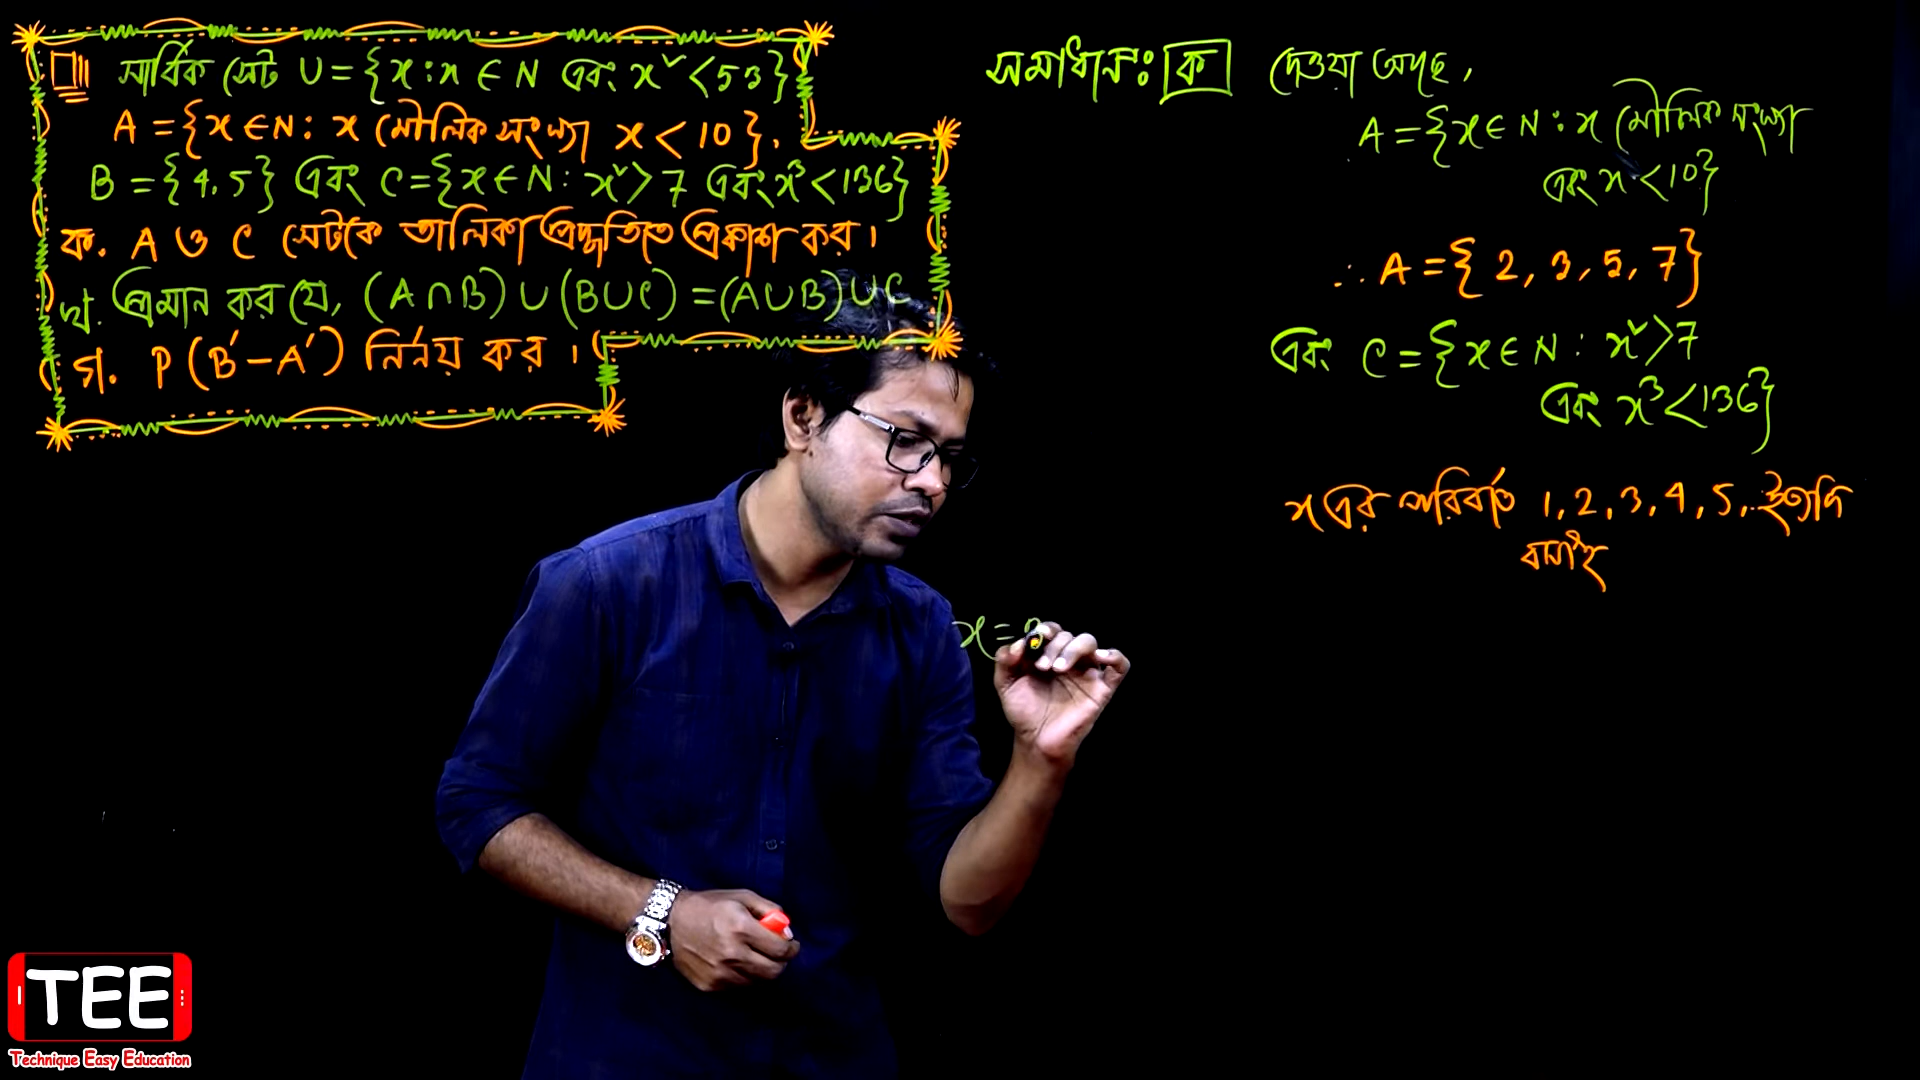 সার্বিক সেট U = {x : x ∈ N এবং x² < 53}
A = {x ∈ N : x মৌলিক সংখ্যা x < 10},
B = {4, 5} এবং C = {x ∈ N : x² > 7 এবং x³ < 136}
ক. A ও C সেটকে তালিকা পদ্ধতিতে প্রকাশ কর।
খ. প্রমান কর যে, (A ∩ B) ∪ (B ∪ C) = (A ∪ B) ∪ C
গ. P (B′ − A′) নির্নয় কর।
সমাধান: ক দেওয়া আছে,
A = {x ∈ N : x মৌলিক সংখ্যা
এবং x < 10}
∴ A = {2, 3, 5, 7}
এবং C = {x ∈ N : x² > 7
এবং x³ < 136}
x এর পরিবর্তে 1, 2, 3, 4, 5, .. ইত্যাদি
বসাই
x =
TEE
Technique Easy Education